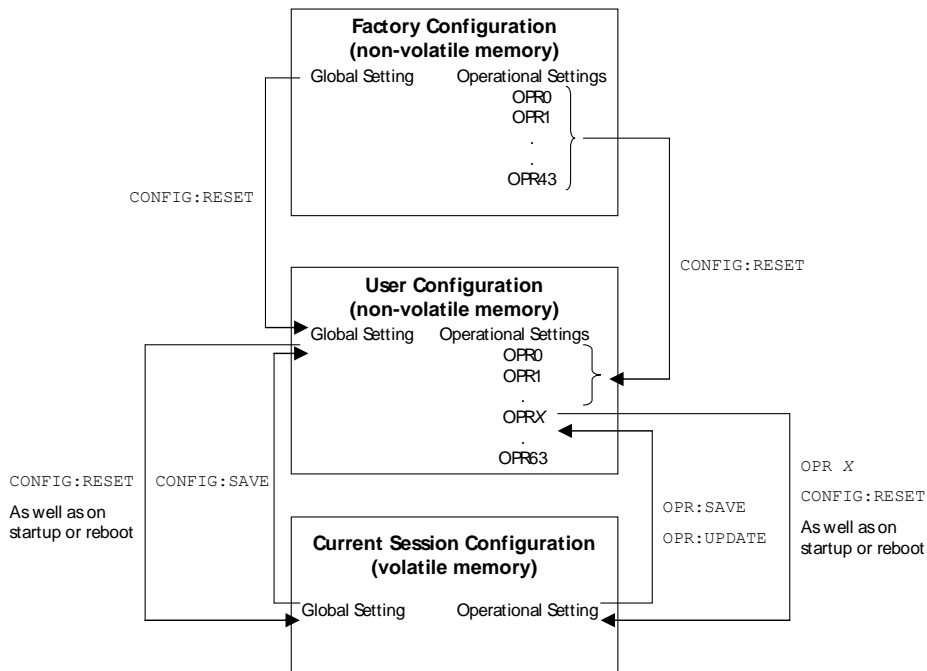 Factory Configuration
(non-volatile memory)
Global Setting
Operational Settings
OPR0
OPR1
.
.
OPR43
CONFIG:RESET
CONFIG:RESET
User Configuration
(non-volatile memory)
Global Setting
Operational Settings
OPR0
OPR1
.
OPRX
.
OPR63
CONFIG:RESET
As well as on
startup or reboot
CONFIG:SAVE
OPR:SAVE
OPR:UPDATE
OPR X
CONFIG:RESET
As well as on
startup or reboot
Current Session Configuration
(volatile memory)
Global Setting
Operational Setting